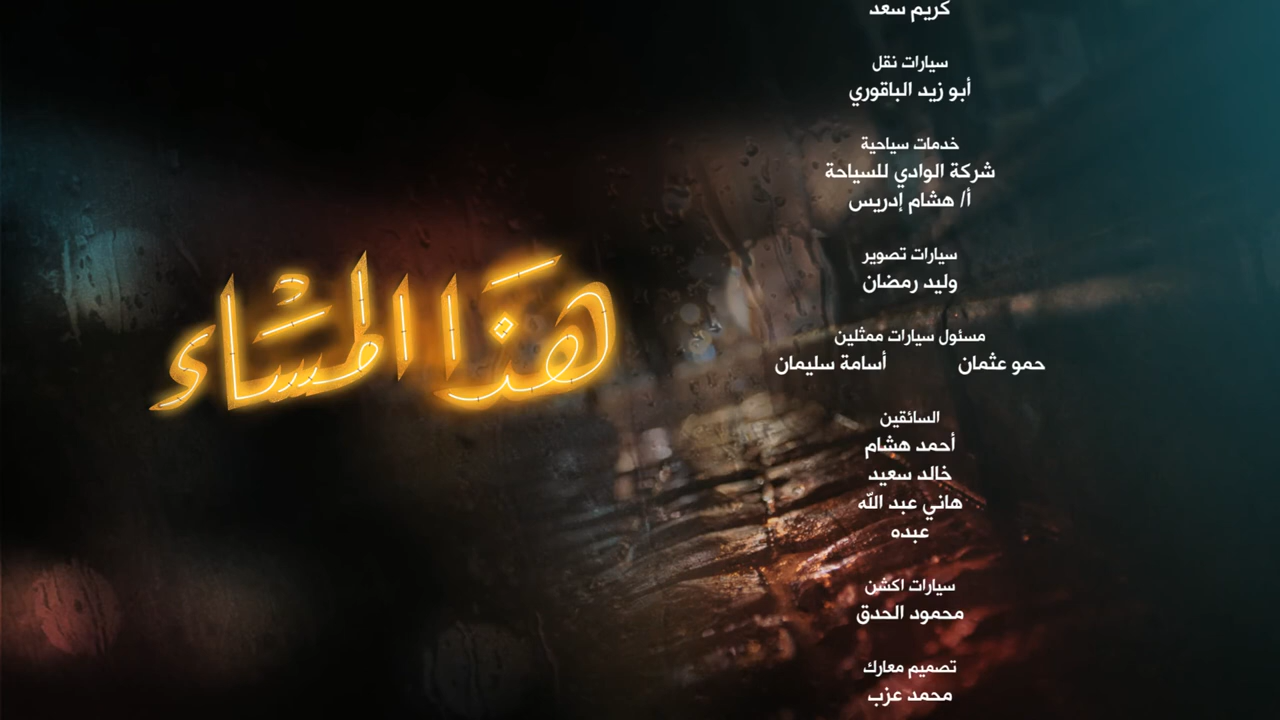 هَذَا المَسَاء
كريم سعد
سيارات نقل
أبو زيد الباقوري
خدمات سياحية
شركة الوادي للسياحة
أ/ هشام إدريس
سيارات تصوير
وليد رمضان
مسئول سيارات ممثلين
حمو عثمان أسامة سليمان
السائقين
أحمد هشام
خالد سعيد
هاني عبد الله
عبده
سيارات اكشن
محمود الحدق
تصميم معارك
محمد عزب